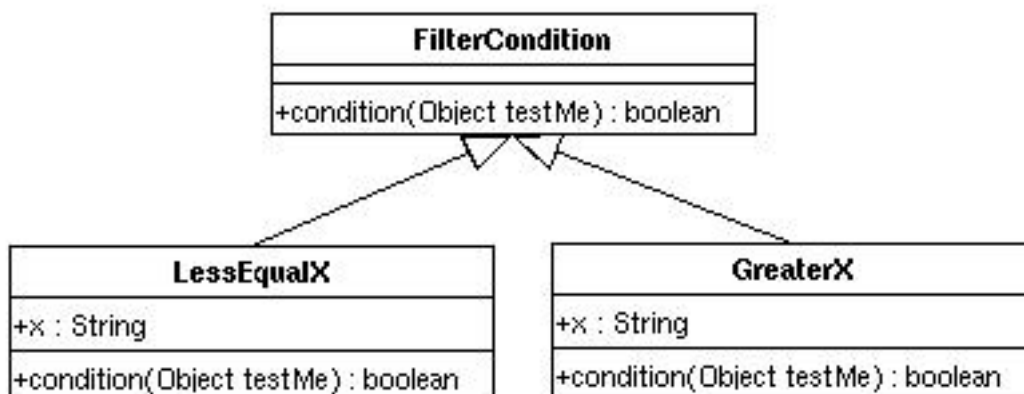 FilterCondition
+condition(Object testMe) : boolean
LessEqualX
+x : String
+condition(Object testMe) : boolean
GreaterX
+x : String
+condition(Object testMe) : boolean